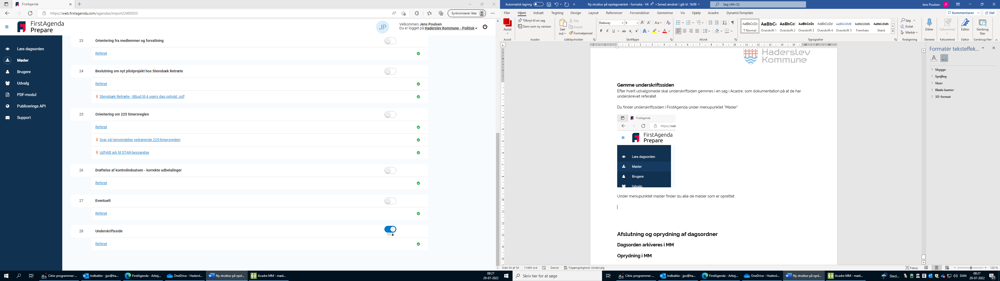 FirstAgenda
https://web.firstagenda.com/agendas/import/2485033
Synkroniserer ikke
FirstAgenda
Prepare
JP
Velkommen Jens Poulsen
Du er logget på Haderslev Kommune - Politisk
Læs dagsorden
Møder
Brugere
Udvalg
PDF-modul
Publicerings API
Support
23 Orientering fra medlemmer og forvaltning
Referat
24 Beslutning om nyt pilotprojekt hos Stensbæk Retræte
Referat
Stensbæk Retræte - tilbud til 4 ugers dag ophold .pdf
25 Orientering om 225 timersreglen
Referat
Svar på henvendelse vedrørende 225-timersreglen
Udfyldt ark til STAR-besvarelse
26 Drøftelse af kontrolindsatsen - korrekte udbetalinger
Referat
27 Eventuelt
Referat
28 Underskriftsside
7/7
Referat
Automatisk lagring
Ny struktur på opslagsværket - formalia - V4 • Senest ændret: I går kl. 16:09
Søg (Alt+Q)
Jens Poulsen JP
Filer Hjem Indsæt Tegning Design Layout Referencer Forsendelser Gennemse Vis Hjælp Acadre DynamicTemplate
Kommentarer Del
Assist
Assist
Tilknyt til en sag
Gem som ny version
Acadre
Sæt ind
Klip
Kopiér
Formatpensel
Udklipsholder
Raleway 9
F K U
Skrifttype
Afsnit
AaBbCcDc AaBbCc AaBbCcl AaBbCcDc AaBbCcDd AaBbCcDdE AaBbCcDdEe AaBbCcDdE
¶ Normal Overskrift 1 Overskrift 2 Overskrift 3 Overskrift 4 Overskrift 5 Fremhæv Stærk
Typografier
Søg
Erstat
Markér
Redigering
Dikter
Stemme
Følsomhed
Følsomhed
Editor
Editor
Genbrug filer
Genbrug filer
Haderslev
Kommune
Gemme underskriftssiden
Efter hvert udvalgsmøde skal underskriftsiden gemmes i en sag i Acadre, som dokumentation på at de har
underskrevet referatet.
Du finder underskriftssiden i FirstAgenda under menupunktet "Møder"
FirstAgenda
https://web
FirstAgenda
Prepare
Læs dagsorden
Møder
Brugere
Udvalg
Under menupunktet møder finder du alle de møder som er oprettet.
Afslutning og oprydning af dagsordner
Dagsorden arkiveres i MM
Oprydning i MM
Formatér teksteffek...
Skygge
Spejling
Skær
Bløde kanter
3D-format
Side 54 af 54 11469 ord Dansk Tilgængelighed: Undersøg
Fokus 120 %
Citrix programmer ... Indbakke - jpo@ha... FirstAgenda - Arbej... OneDrive - Hadersl... Ny struktur på opsl... Acadre MM - mød...
08:27
29-07-2022
Skriv her for at søge
Citrix programmer ... Indbakke - jpo@ha... FirstAgenda - Arbej... OneDrive - Hadersl... Ny struktur på opsl... Acadre MM - mød...
Sted...
DAN
08:27
29-07-2022